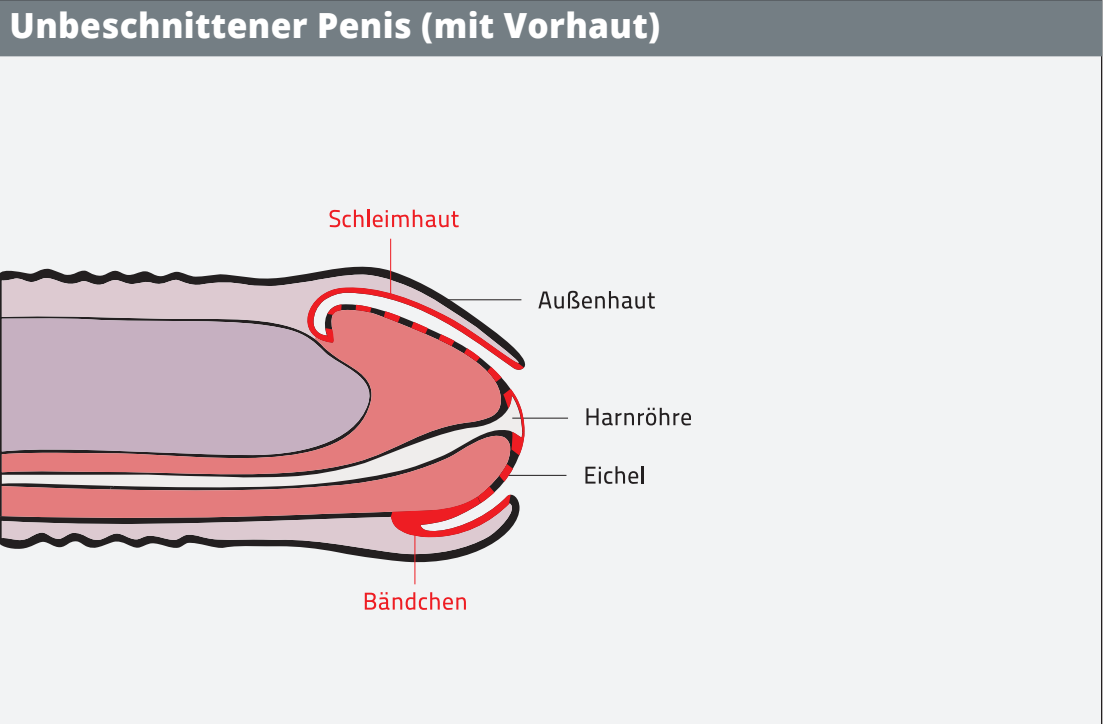 Unbeschnittener Penis (mit Vorhaut)
Schleimhaut
Außenhaut
Harnröhre
Eichel
Bändchen